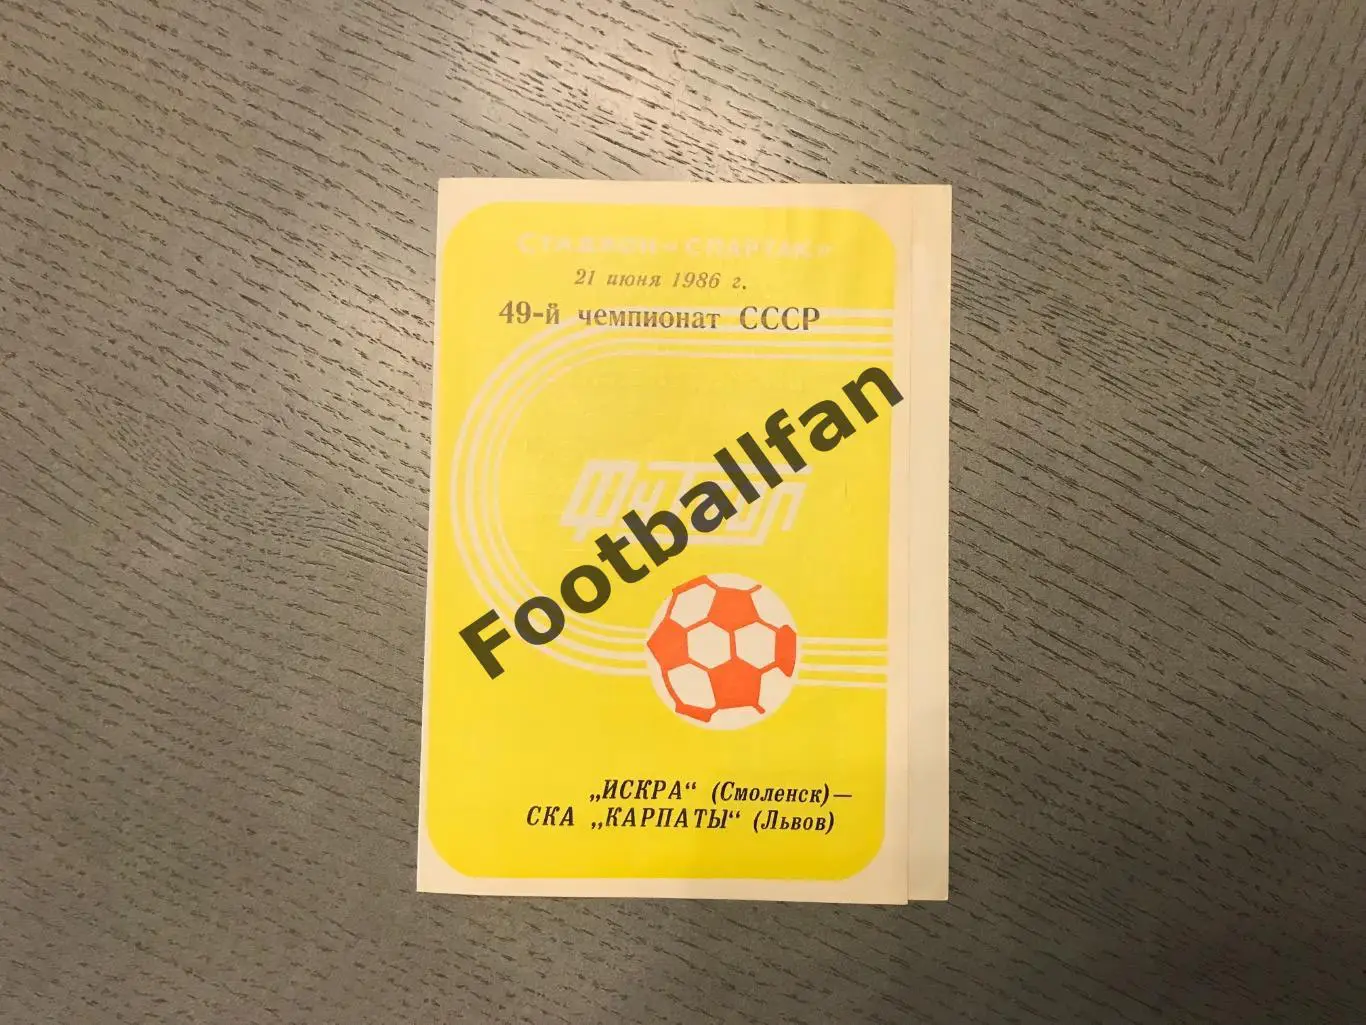 СТАДИОН «СПАРТАК»
21 июня 1986 г.
49-й чемпионат СССР
футбол
Footballfan
„ИСКРА“ (Смоленск)—
СКА „КАРПАТЫ“ (Львов)